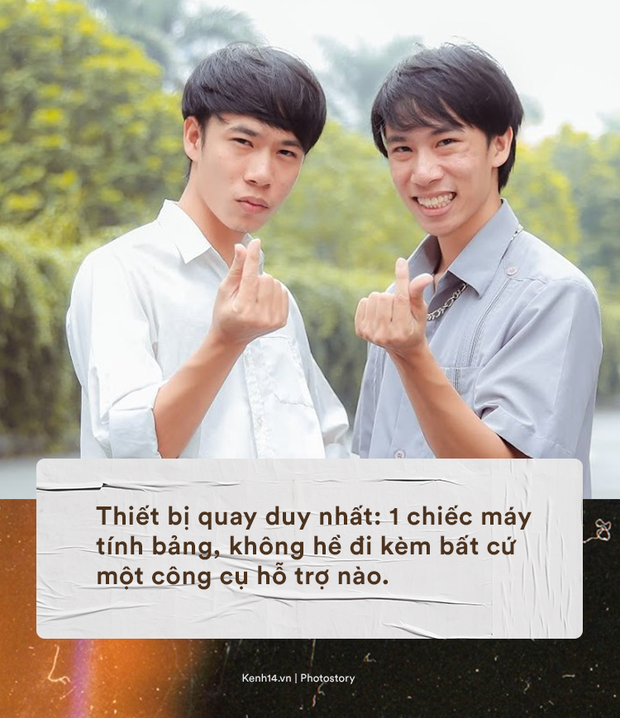 Thiết bị quay duy nhất: 1 chiếc máy
tính bảng, không hề đi kèm bất cứ
một công cụ hỗ trợ nào.
Kenh14.vn | Photostory